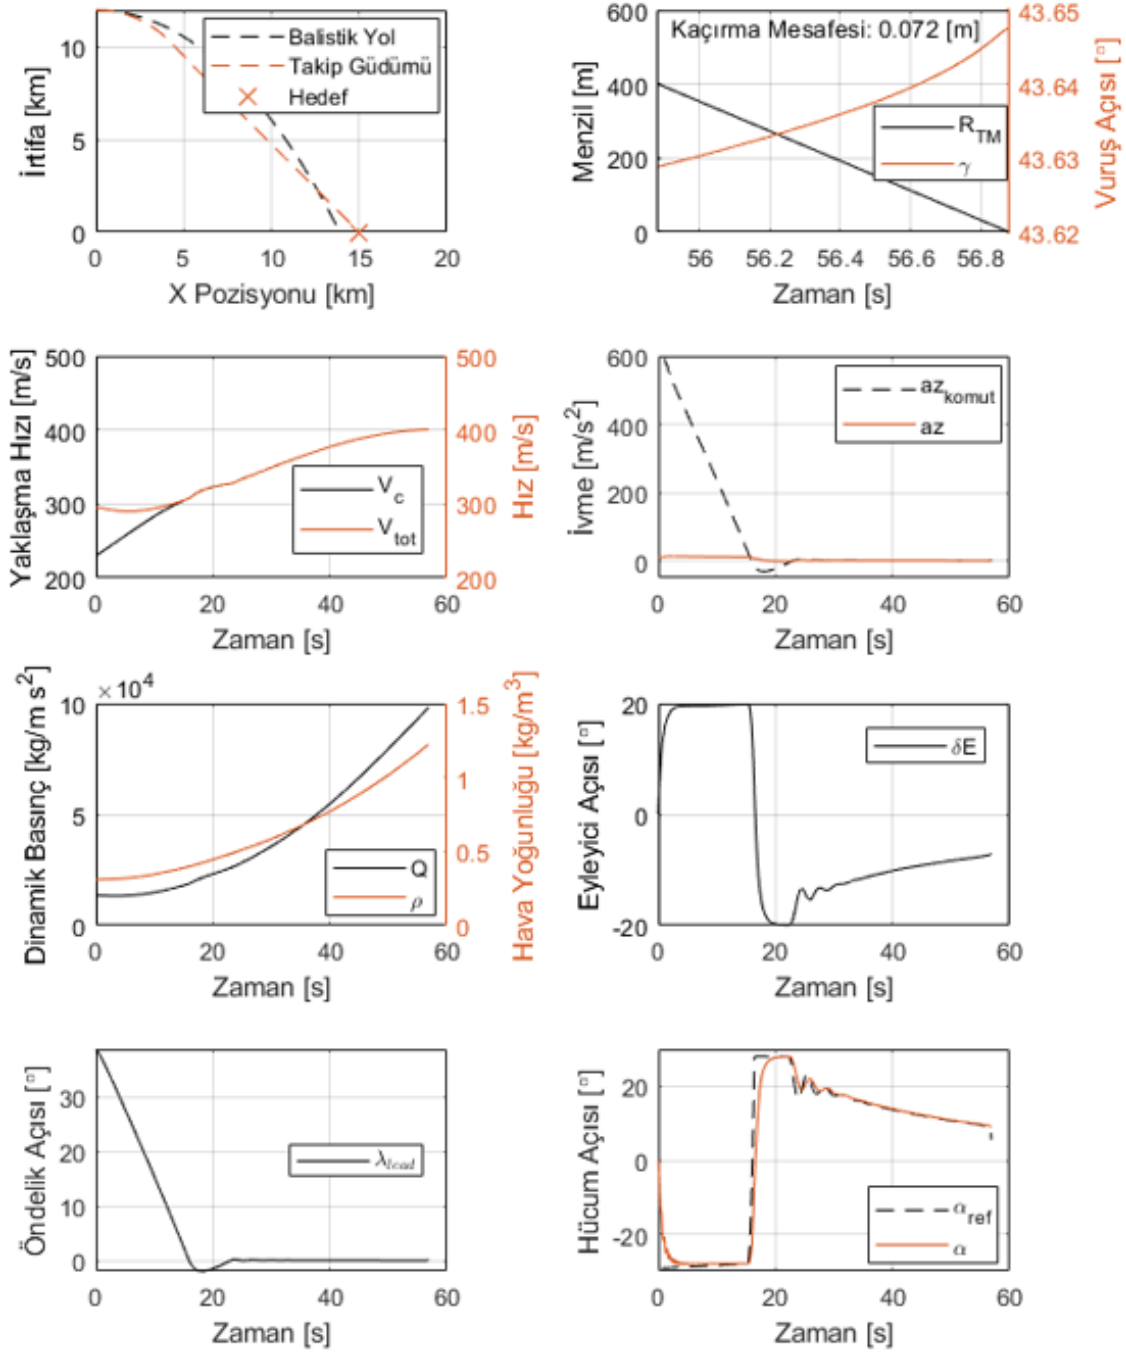 Balistik Yol
Takip Güdümü
Hedef
İrtifa [km]
10
5
0
0
5
10
15
20
X Pozisyonu [km]
Kaçırma Mesafesi: 0.072 [m]
R_TM
γ
Menzil [m]
600
400
200
0
Vuruş Açısı [°]
43.65
43.64
43.63
43.62
56
56.2
56.4
56.6
56.8
Zaman [s]
Yaklaşma Hızı [m/s]
500
400
300
200
V_c
V_tot
Hız [m/s]
500
400
300
200
0
20
40
60
Zaman [s]
İvme [m/s²]
600
400
200
0
az_komut
az
0
20
40
60
Zaman [s]
×10⁴
Dinamik Basınç [kg/m s²]
10
5
0
Q
ρ
Hava Yoğunluğu [kg/m³]
1.5
1
0.5
0
0
20
40
60
Zaman [s]
Eyleyici Açısı [°]
20
0
-20
δE
0
20
40
60
Zaman [s]
Öndelik Açısı [°]
30
20
10
0
λ_lead
0
20
40
60
Zaman [s]
Hücum Açısı [°]
20
0
-20
α_ref
α
0
20
40
60
Zaman [s]